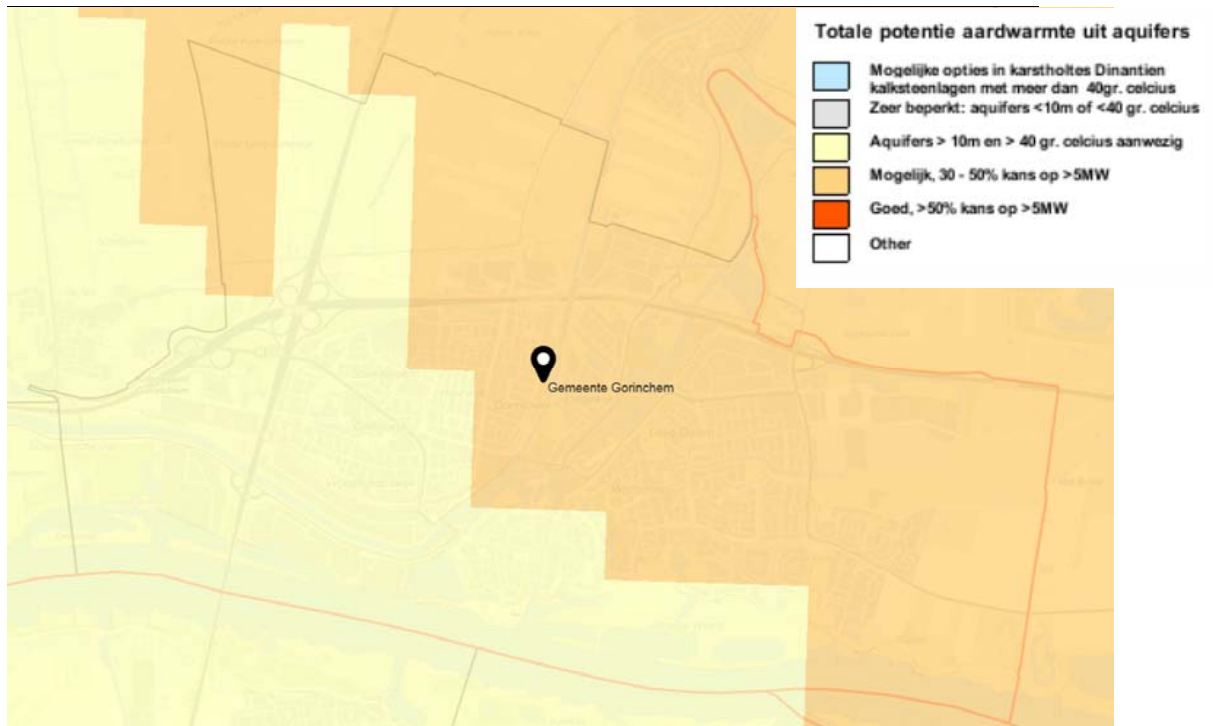 Totale potentie aardwarmte uit aquifers
Mogelijke opties in karstholtes Dinantien
kalksteenlagen met meer dan 40gr. celcius
Zeer beperkt: aquifers <10m of <40 gr. celcius
Aquifers > 10m en > 40 gr. celcius aanwezig
Mogelijk, 30 - 50% kans op >5MW
Goed, >50% kans op >5MW
Other
Gemeente Gorinchem